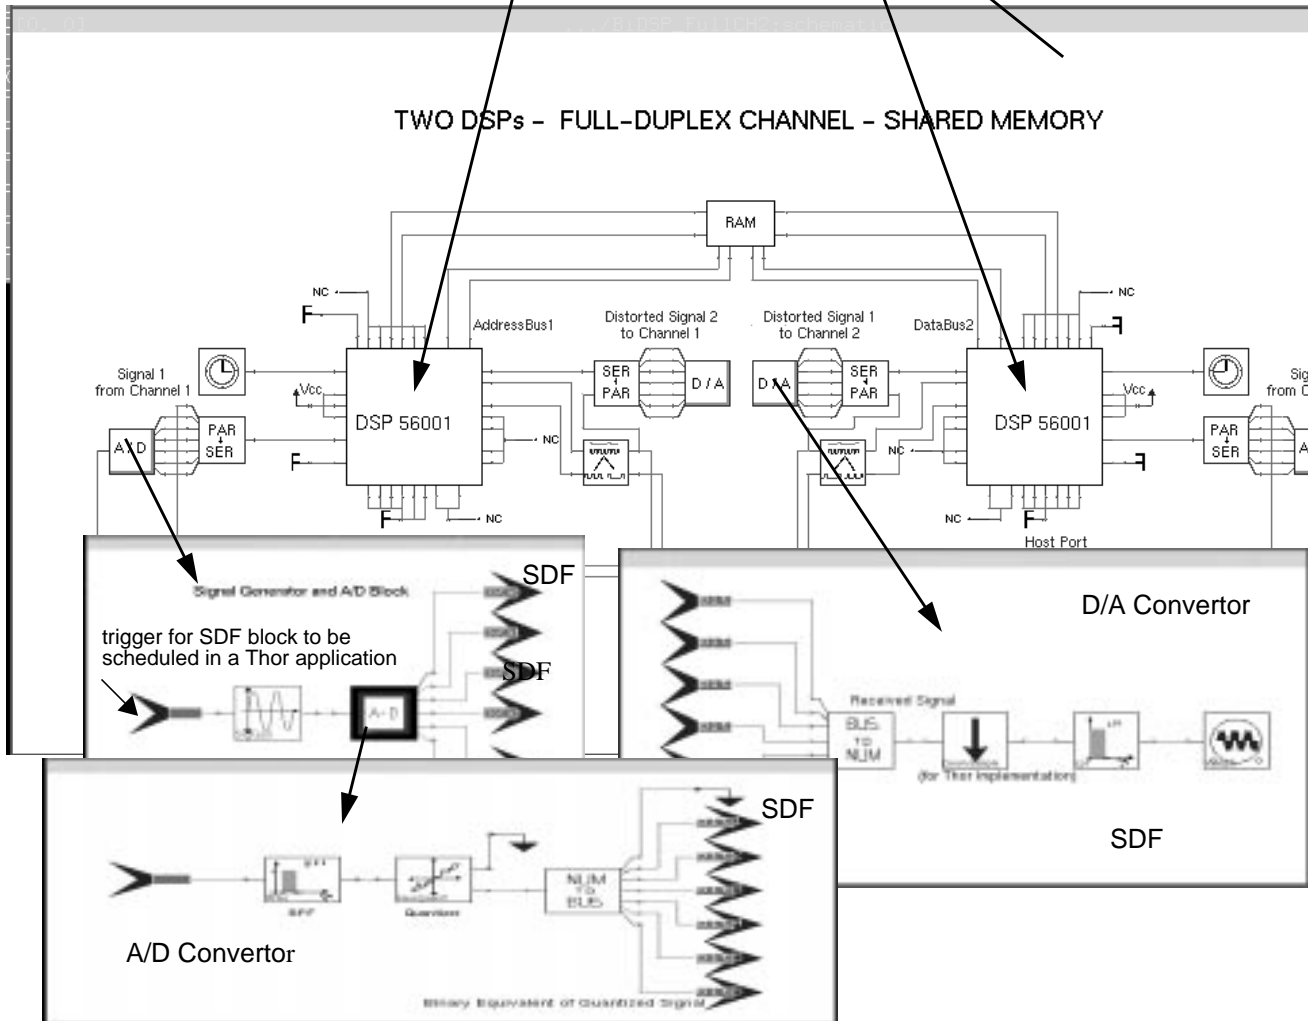 TWO DSPs - FULL-DUPLEX CHANNEL - SHARED MEMORY
RAM
NC
NC
AddressBus1
Distorted Signal 2
to Channel 1
Distorted Signal 1
to Channel 2
DataBus2
Signal 1
from Channel 1
Vcc
SER
PAR
D / A
D / A
SER
PAR
Vcc
Sig
from C
DSP 56001
DSP 56001
A / D
PAR
SER
NC
NC
PAR
SER
A
NC
NC
Host Port
Signal Generator and A/D Block
SDF
trigger for SDF block to be
scheduled in a Thor application
SDF
A-D
D/A Convertor
Received Signal
BUS
TO
NUM
(for Thor implementation)
SDF
SDF
NUM
TO
BUS
BPF
Quantizer
A/D Convertor
Binary Equivalent of Quantized Signal